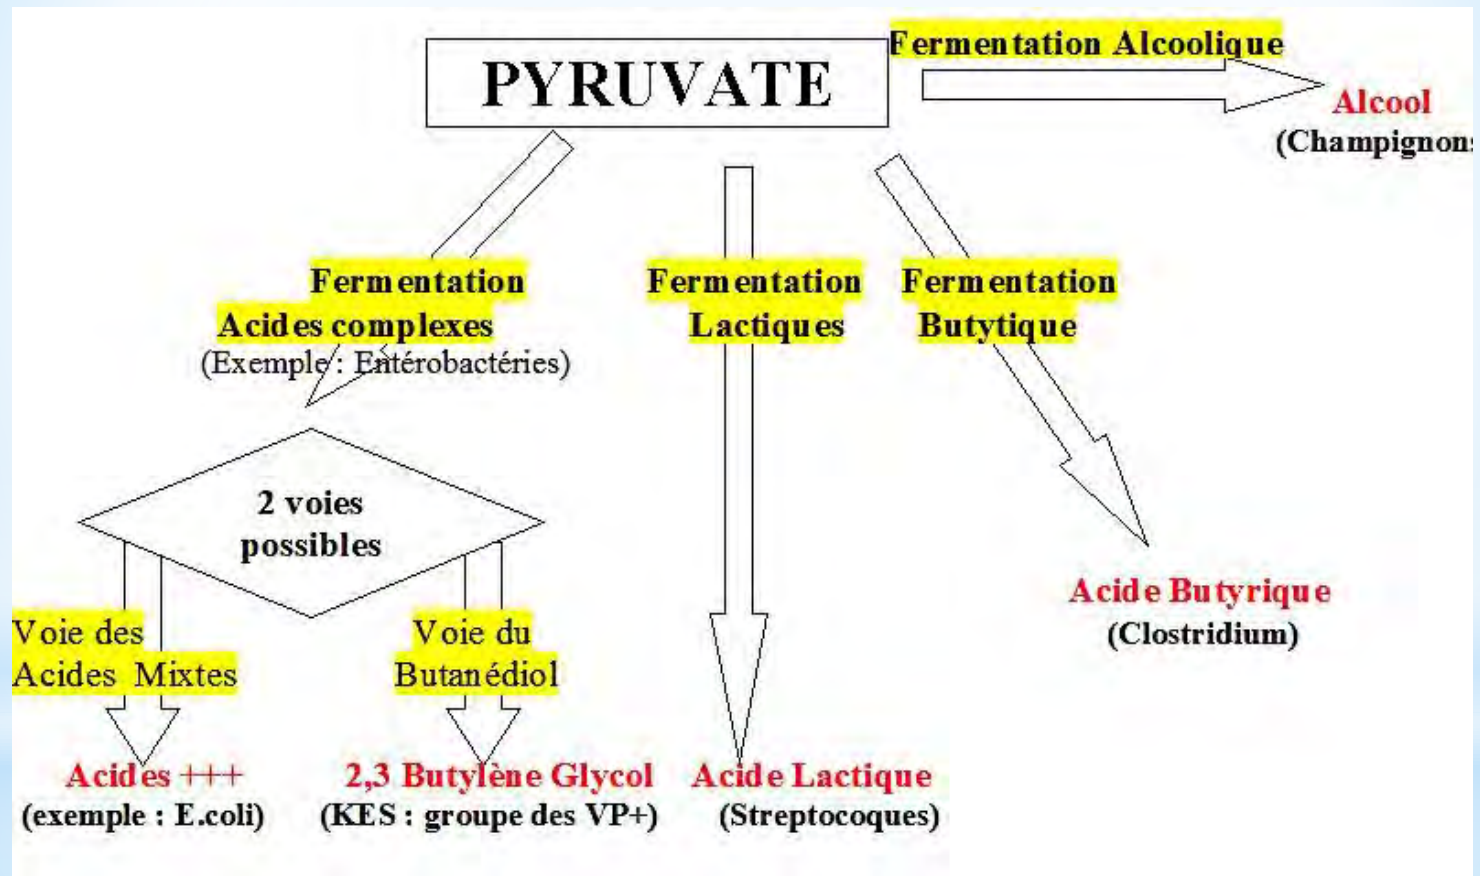 Fermentation Alcoolique
PYRUVATE
Alcool
(Champignons
Fermentation
Acides complexes
(Exemple : Entérobactéries)
Fermentation
Lactiques
Fermentation
Butytique
2 voies
possibles
Voie des
Acides Mixtes
Voie du
Butanédiol
Acide Butyrique
(Clostridium)
Acides +++
(exemple : E.coli)
2,3 Butylène Glycol
(KES : groupe des VP+)
Acide Lactique
(Streptocoques)